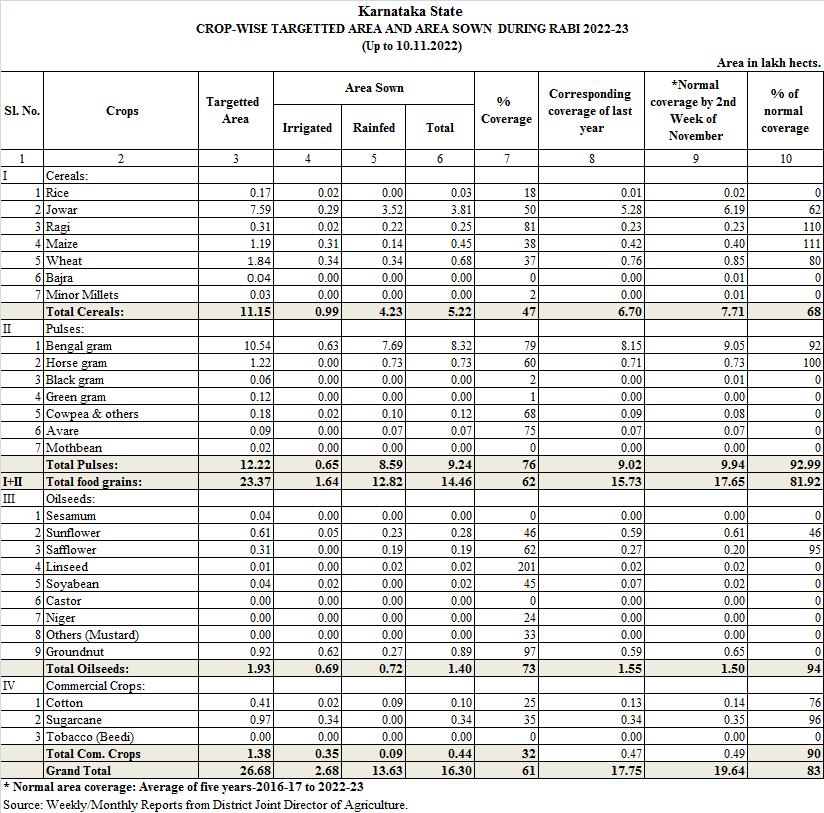 Karnataka State
CROP-WISE TARGETTED AREA AND AREA SOWN DURING RABI 2022-23
(Up to 10.11.2022)
Area in lakh hects.
Sl. No. Crops Targetted Area Area Sown % Coverage Corresponding coverage of last year *Normal coverage by 2nd Week of November % of normal coverage
Irrigated Rainfed Total
1 2 3 4 5 6 7 8 9 10
I Cereals:
1 Rice 0.17 0.02 0.00 0.03 18 0.01 0.02 0
2 Jowar 7.59 0.29 3.52 3.81 50 5.28 6.19 62
3 Ragi 0.31 0.02 0.22 0.25 81 0.23 0.23 110
4 Maize 1.19 0.31 0.14 0.45 38 0.42 0.40 111
5 Wheat 1.84 0.34 0.34 0.68 37 0.76 0.85 80
6 Bajra 0.04 0.00 0.00 0.00 0 0.00 0.01 0
7 Minor Millets 0.03 0.00 0.00 0.00 2 0.00 0.01 0
Total Cereals: 11.15 0.99 4.23 5.22 47 6.70 7.71 68
II Pulses:
1 Bengal gram 10.54 0.63 7.69 8.32 79 8.15 9.05 92
2 Horse gram 1.22 0.00 0.73 0.73 60 0.71 0.73 100
3 Black gram 0.06 0.00 0.00 0.00 2 0.00 0.01 0
4 Green gram 0.12 0.00 0.00 0.00 1 0.00 0.00 0
5 Cowpea & others 0.18 0.02 0.10 0.12 68 0.09 0.08 0
6 Avare 0.09 0.00 0.07 0.07 75 0.07 0.07 0
7 Mothbean 0.02 0.00 0.00 0.00 0 0.00 0.00 0
Total Pulses: 12.22 0.65 8.59 9.24 76 9.02 9.94 92.99
I+II Total food grains: 23.37 1.64 12.82 14.46 62 15.73 17.65 81.92
III Oilseeds:
1 Sesamum 0.04 0.00 0.00 0.00 0 0.00 0.00 0
2 Sunflower 0.61 0.05 0.23 0.28 46 0.59 0.61 46
3 Safflower 0.31 0.00 0.19 0.19 62 0.27 0.20 95
4 Linseed 0.01 0.00 0.02 0.02 201 0.02 0.02 0
5 Soyabean 0.04 0.02 0.00 0.02 45 0.07 0.02 0
6 Castor 0.00 0.00 0.00 0.00 0 0.00 0.00 0
7 Niger 0.00 0.00 0.00 0.00 24 0.00 0.00 0
8 Others (Mustard) 0.00 0.00 0.00 0.00 33 0.00 0.00 0
9 Groundnut 0.92 0.62 0.27 0.89 97 0.59 0.65 0
Total Oilseeds: 1.93 0.69 0.72 1.40 73 1.55 1.50 94
IV Commercial Crops:
1 Cotton 0.41 0.02 0.09 0.10 25 0.13 0.14 76
2 Sugarcane 0.97 0.34 0.00 0.34 35 0.34 0.35 96
3 Tobacco (Beedi) 0.00 0.00 0.00 0.00 0 0.00 0.00 0
Total Com. Crops 1.38 0.35 0.09 0.44 32 0.47 0.49 90
Grand Total 26.68 2.68 13.63 16.30 61 17.75 19.64 83
* Normal area coverage: Average of five years-2016-17 to 2022-23
Source: Weekly/Monthly Reports from District Joint Director of Agriculture.